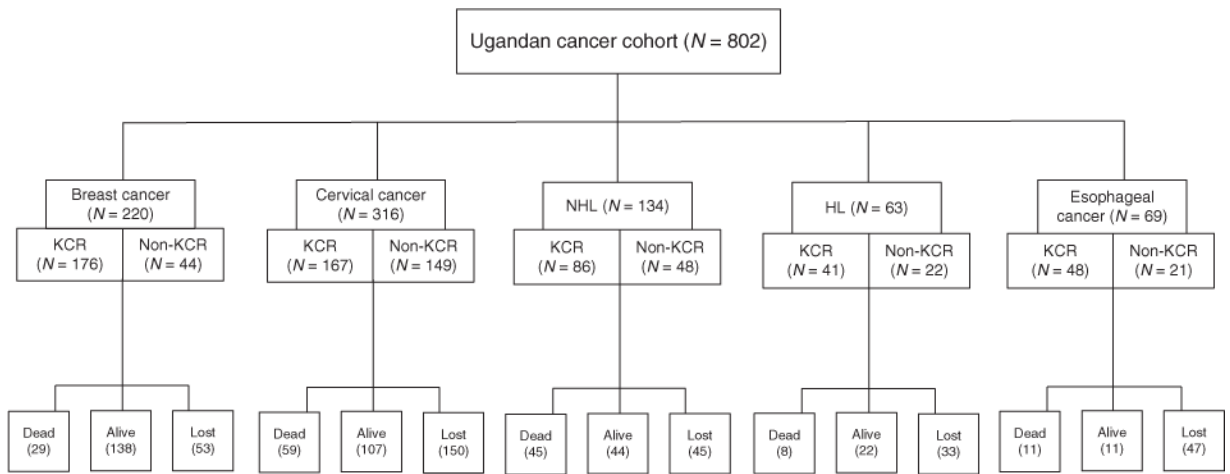 Ugandan cancer cohort (N = 802)
Breast cancer
(N = 220)
KCR
(N = 176)
Non-KCR
(N = 44)
Cervical cancer
(N = 316)
KCR
(N = 167)
Non-KCR
(N = 149)
NHL (N = 134)
KCR
(N = 86)
Non-KCR
(N = 48)
HL (N = 63)
KCR
(N = 41)
Non-KCR
(N = 22)
Esophageal
cancer (N = 69)
KCR
(N = 48)
Non-KCR
(N = 21)
Dead
(29)
Alive
(138)
Lost
(53)
Dead
(59)
Alive
(107)
Lost
(150)
Dead
(45)
Alive
(44)
Lost
(45)
Dead
(8)
Alive
(22)
Lost
(33)
Dead
(11)
Alive
(11)
Lost
(47)